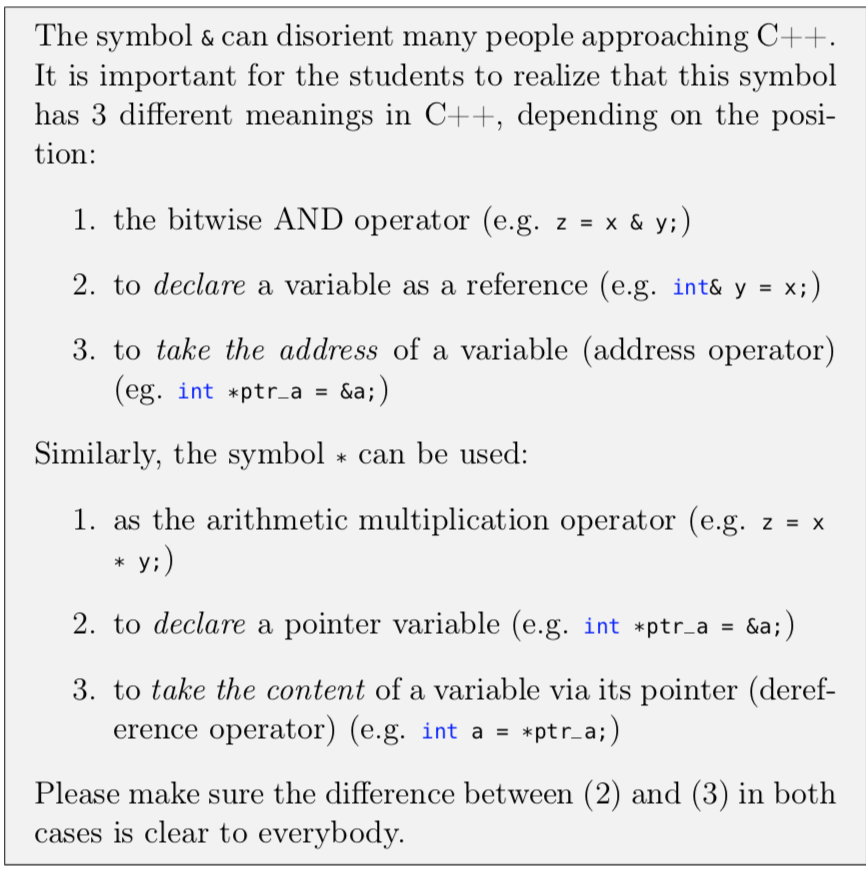 The symbol & can disorient many people approaching C++.
It is important for the students to realize that this symbol
has 3 different meanings in C++, depending on the posi-
tion:
1. the bitwise AND operator (e.g. z = x & y;)
2. to declare a variable as a reference (e.g. int& y = x;)
3. to take the address of a variable (address operator)
(eg. int *ptr_a = &a;)
Similarly, the symbol * can be used:
1. as the arithmetic multiplication operator (e.g. z = x
* y;)
2. to declare a pointer variable (e.g. int *ptr_a = &a;)
3. to take the content of a variable via its pointer (deref-
erence operator) (e.g. int a = *ptr_a;)
Please make sure the difference between (2) and (3) in both
cases is clear to everybody.